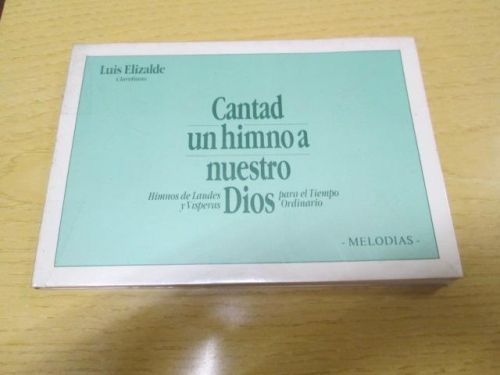 Luis Elizalde
Claretiano
Cantad
un himno a
nuestro
Himnos de Laudes Dios para el Tiempo
y Vísperas Ordinario
- MELODIAS -